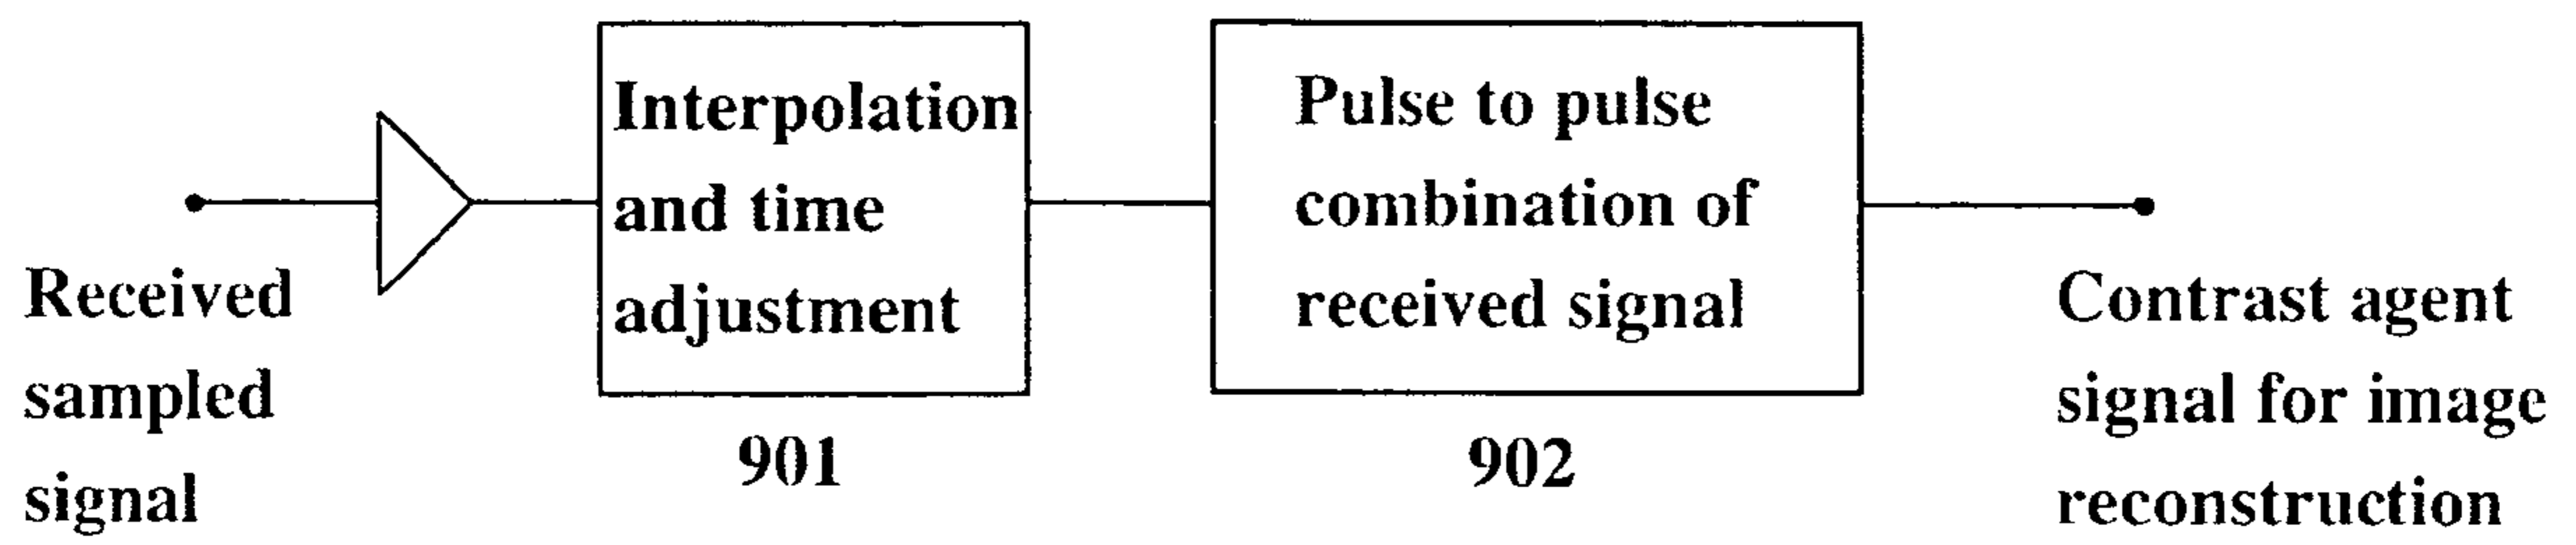 Received
sampled
signal
Interpolation
and time
adjustment
901
Pulse to pulse
combination of
received signal
902
Contrast agent
signal for image
reconstruction